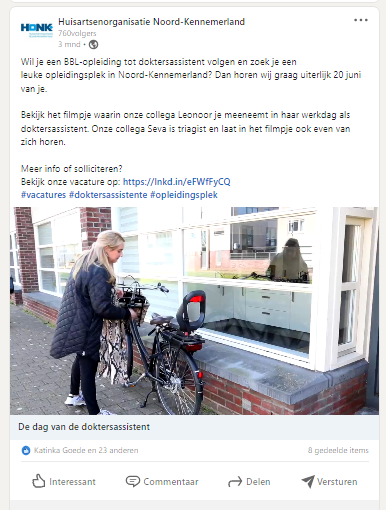 HONK
Huisartsenorganisatie Noord-Kennemerland
760volgers
3 mnd •
Wil je een BBL-opleiding tot doktersassistent volgen en zoek je een
leuke opleidingsplek in Noord-Kennemerland? Dan horen wij graag uiterlijk 20 juni
van je.
Bekijk het filmpje waarin onze collega Leonoor je meeneemt in haar werkdag als
doktersassistent. Onze collega Seva is triagist en laat in het filmpje ook even van
zich horen.
Meer info of solliciteren?
Bekijk onze vacature op: https://lnkd.in/eFWfFyCQ
#vacatures #doktersassistente #opleidingsplek
De dag van de doktersassistent
Katinka Goede en 23 anderen
8 gedeelde items
Interessant
Commentaar
Delen
Versturen